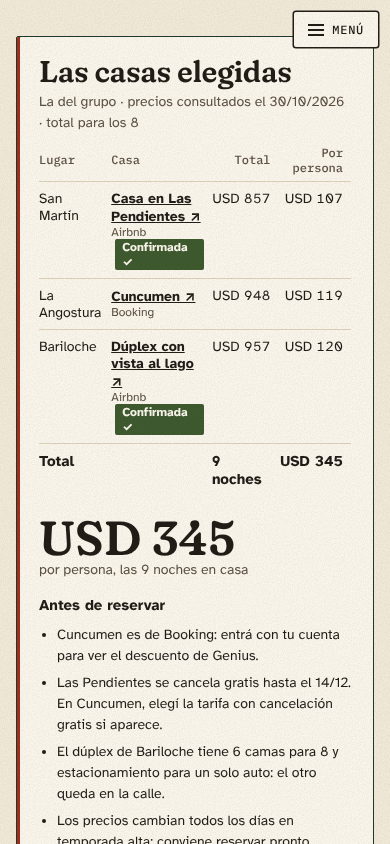 MENÚ
Las casas elegidas
La del grupo · precios consultados el 30/10/2026
· total para los 8
Lugar Casa Total Por persona
San Martín Casa en Las Pendientes ↗ USD 857 USD 107
Airbnb
Confirmada ✓
La Angostura Cuncumen ↗ USD 948 USD 119
Booking
Bariloche Dúplex con vista al lago ↗ USD 957 USD 120
Airbnb
Confirmada ✓
Total 9 noches USD 345
USD 345
por persona, las 9 noches en casa
Antes de reservar
• Cuncumen es de Booking: entrá con tu cuenta
para ver el descuento de Genius.
• Las Pendientes se cancela gratis hasta el 14/12.
En Cuncumen, elegí la tarifa con cancelación
gratis si aparece.
• El dúplex de Bariloche tiene 6 camas para 8 y
estacionamiento para un solo auto: el otro
queda en la calle.
• Los precios cambian todos los días en
temporada alta: conviene reservar pronto